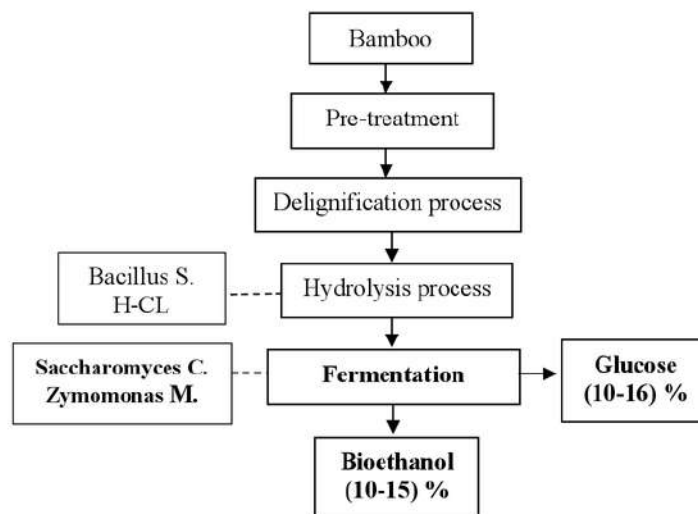 Bamboo
Pre-treatment
Delignification process
Bacillus S.
H-CL
Hydrolysis process
Saccharomyces C.
Zymomonas M.
Fermentation
Glucose
(10-16) %
Bioethanol
(10-15) %